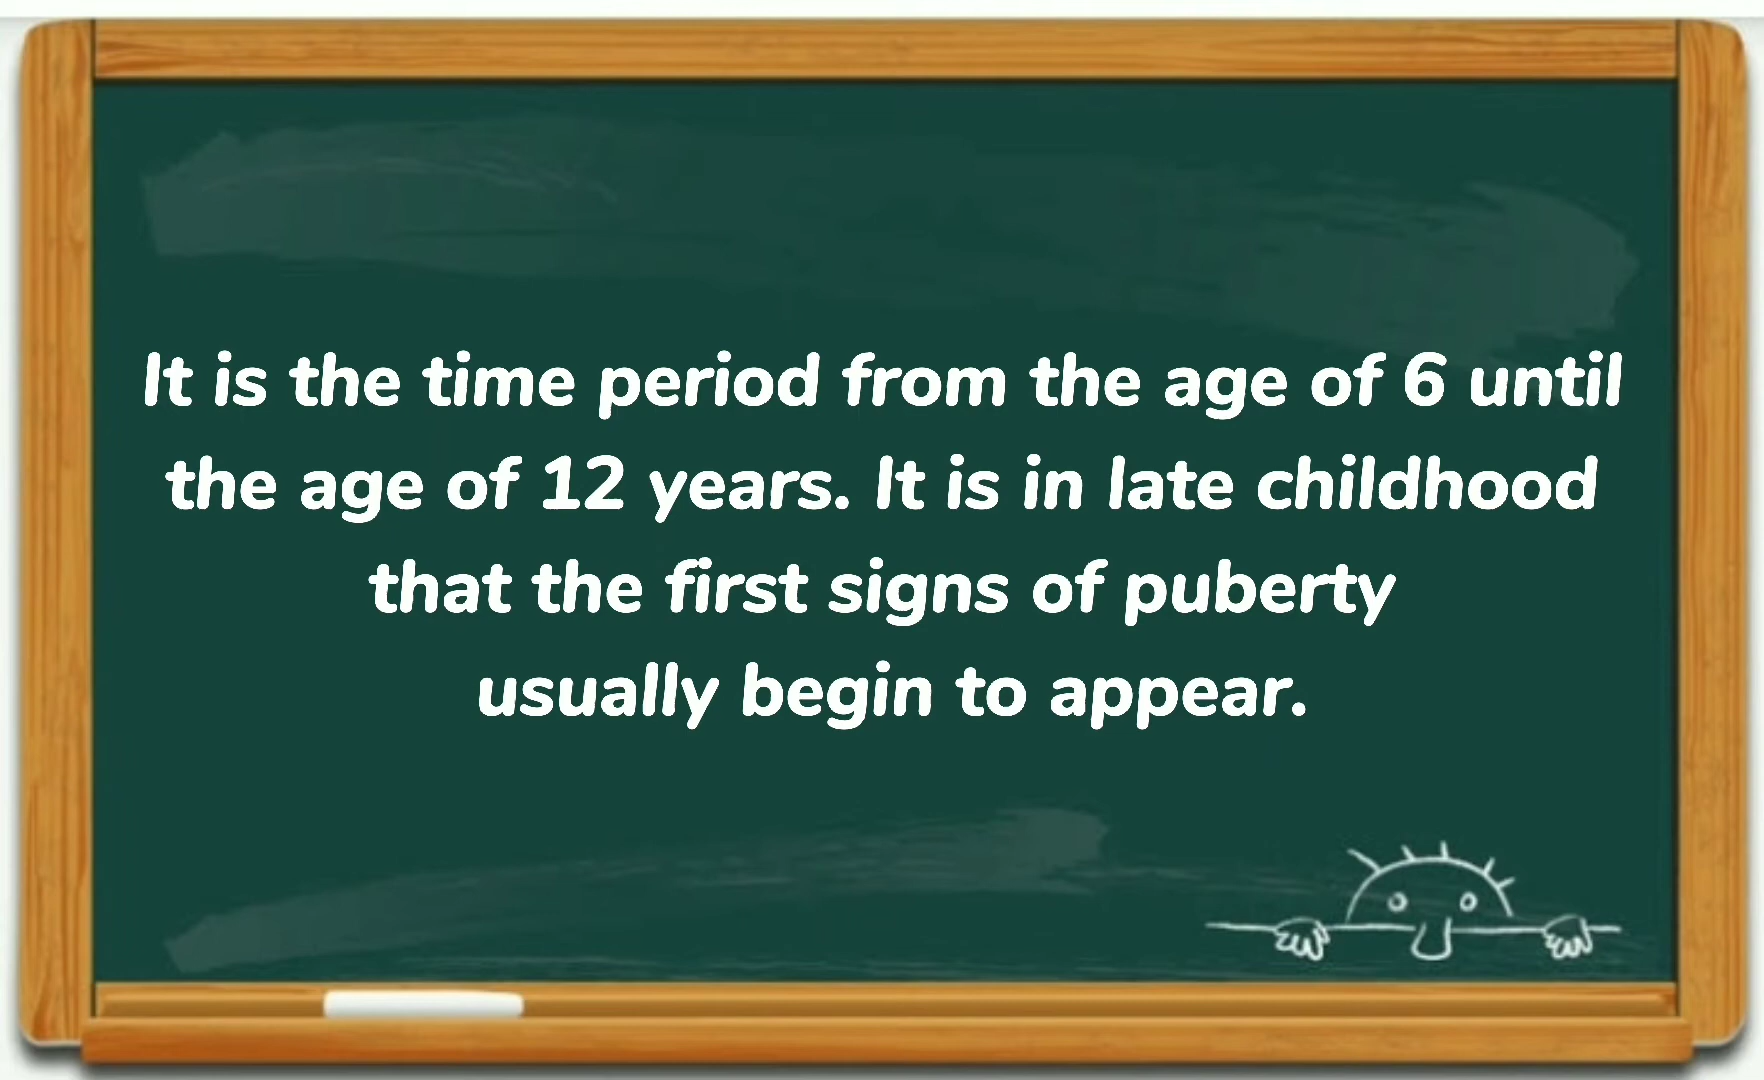 It is the time period from the age of 6 until
the age of 12 years. It is in late childhood
that the first signs of puberty
usually begin to appear.